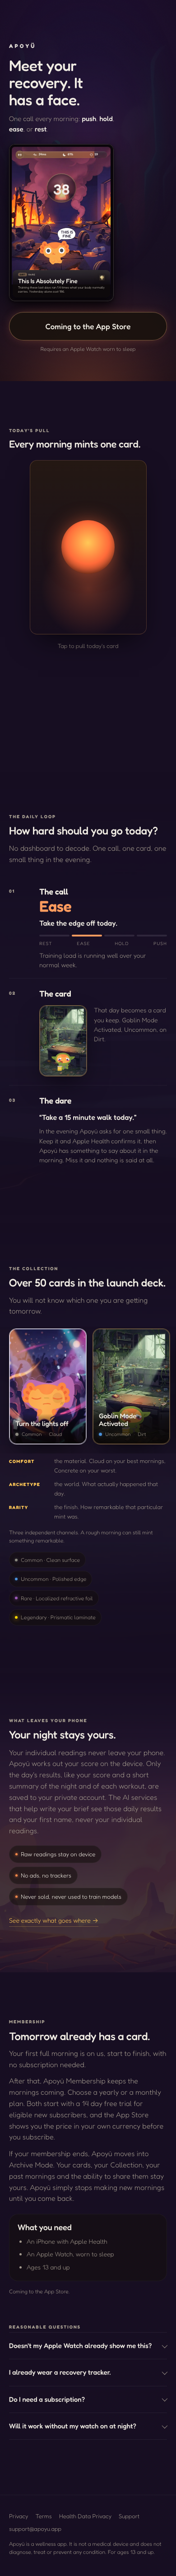 APOYŪ
Meet your
recovery. It
has a face.
One call every morning: push, hold,
ease, or rest.
38
THIS IS
FINE
This Is Absolutely Fine
Coming to the App Store
Requires an Apple Watch worn to sleep.
TODAY'S PULL
Every morning mints one card.
Tap to pull today's card
THE DAILY LOOP
How hard should you go today?
No dashboard to decode. One call, one card, one
small thing in the evening.
01
The call
Ease
Take the edge off today.
REST EASE HOLD PUSH
Training load is running well over your
normal week.
02
The card
That day becomes a card
you keep. Goblin Mode
Activated. Uncommon, on
Dirt.
03
The dare
"Take a 15 minute walk today."
In the evening Apoyū asks for one small thing.
Keep it and Apple Health confirms it, then
Apoyū has something to say about it in the
morning. Miss it and nothing is said at all.
THE COLLECTION
Over 50 cards in the launch deck.
You will not know which one you are getting
tomorrow.
Turn the lights off
Common Cloud
Goblin Mode
Activated
Uncommon Dirt
COMFORT the material. Cloud on your best mornings.
Concrete on your worst.
ARCHETYPE the world. What actually happened that
day.
RARITY the finish. How remarkable that particular
mint was.
Three independent channels. A rough morning can still mint
something remarkable.
Common · Clean surface
Uncommon · Polished edge
Rare · Localized refractive foil
Legendary · Prismatic laminate
WHAT LEAVES YOUR PHONE
Your night stays yours.
Your individual readings never leave your phone.
Apoyū works out your score on the device. Only
the day's results, like your score and a short
summary of the night and of each workout, are
saved to your private account. The AI services
that help write your brief see those daily results
and your first name, never your individual
readings.
Raw readings stay on device
No ads, no trackers
Never sold, never used to train models
See exactly what goes where →
MEMBERSHIP
Tomorrow already has a card.
Your first full morning is on us, start to finish, with
no subscription needed.
After that, Apoyū Membership keeps the
mornings coming. Choose a yearly or a monthly
plan. Both start with a 14 day free trial for
eligible new subscribers, and the App Store
shows you the price in your own currency before
you subscribe.
If your membership ends, Apoyū moves into
Archive Mode. Your cards, your Collection, your
past mornings and the ability to share them stay
yours. Apoyū simply stops making new mornings
until you come back.
What you need
An iPhone with Apple Health
An Apple Watch, worn to sleep
Ages 13 and up
Coming to the App Store.
REASONABLE QUESTIONS
Doesn't my Apple Watch already show me this?
I already wear a recovery tracker.
Do I need a subscription?
Will it work without my watch on at night?
Privacy Terms Health Data Privacy Support
support@apoyu.app
Apoyū is a wellness app. It is not a medical device and does not
diagnose, treat or prevent any condition. For ages 13 and up.